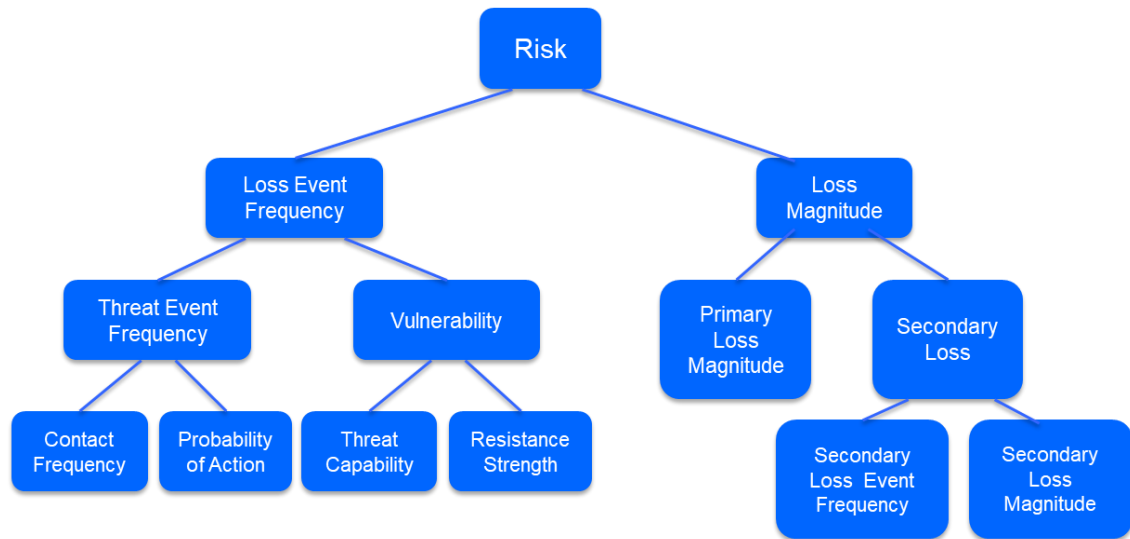 Risk
Loss Event
Frequency
Loss
Magnitude
Threat Event
Frequency
Vulnerability
Primary
Loss
Magnitude
Secondary
Loss
Contact
Frequency
Probability
of Action
Threat
Capability
Resistance
Strength
Secondary
Loss Event
Frequency
Secondary
Loss
Magnitude